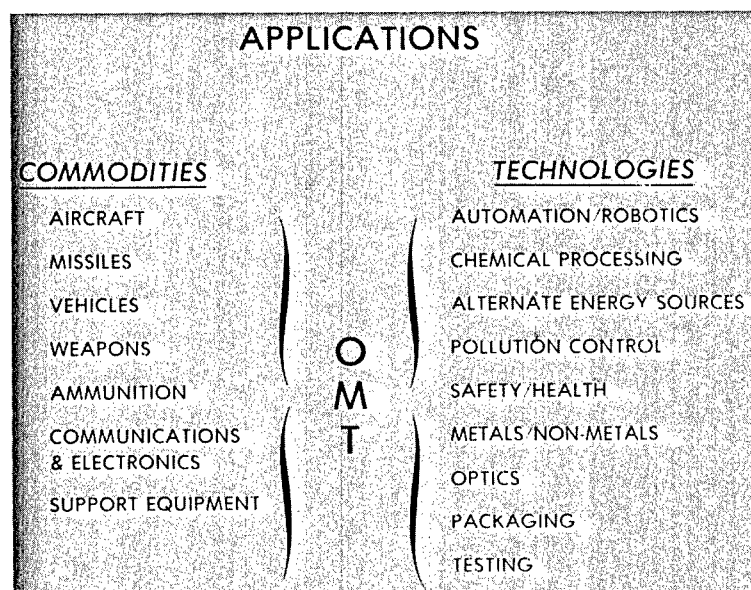 APPLICATIONS
COMMODITIES
AIRCRAFT
MISSILES
VEHICLES
WEAPONS
AMMUNITION
COMMUNICATIONS
& ELECTRONICS
SUPPORT EQUIPMENT
O
M
T
TECHNOLOGIES
AUTOMATION/ROBOTICS
CHEMICAL PROCESSING
ALTERNATE ENERGY SOURCES
POLLUTION CONTROL
SAFETY/HEALTH
METALS/NON-METALS
OPTICS
PACKAGING
TESTING